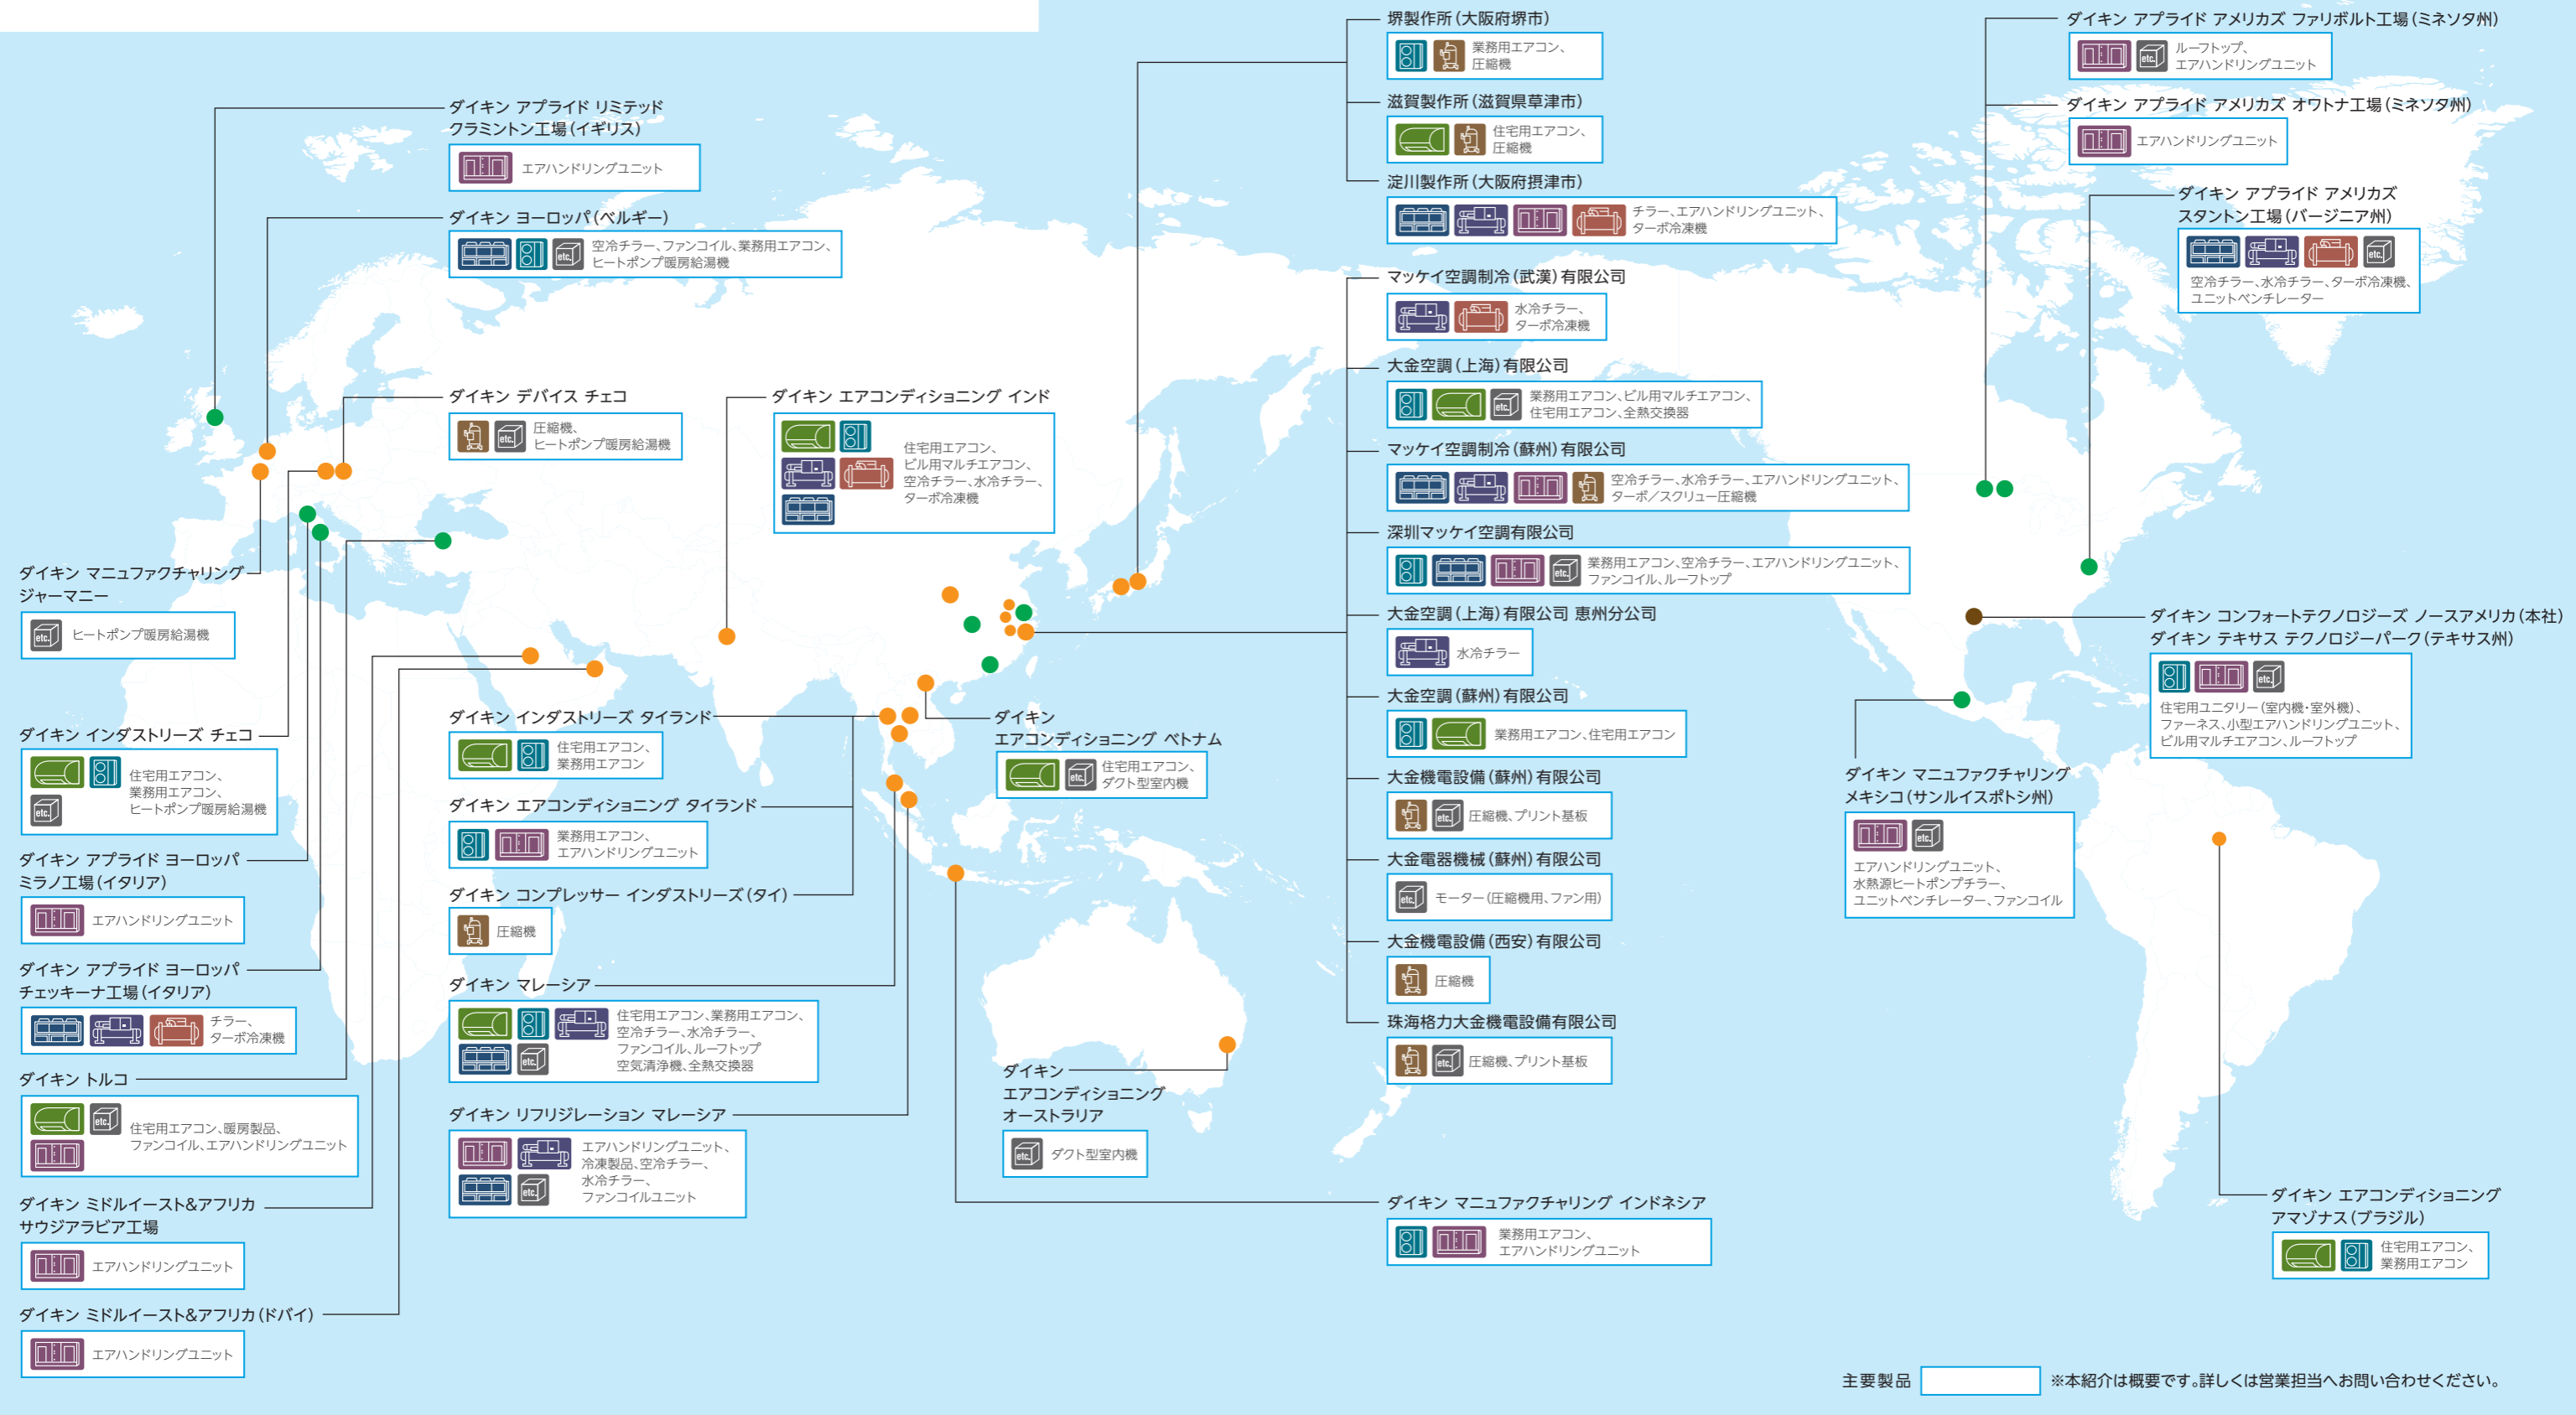 ダイキン アプライド リミテッド
クラミントン工場（イギリス）
エアハンドリングユニット
ダイキン ヨーロッパ（ベルギー）
etc.
空冷チラー、ファンコイル、業務用エアコン、
ヒートポンプ暖房給湯機
ダイキン デバイス チェコ
etc.
圧縮機、
ヒートポンプ暖房給湯機
ダイキン マニュファクチャリング
ジャーマニー
etc.
ヒートポンプ暖房給湯機
ダイキン インダストリーズ チェコ
etc.
住宅用エアコン、
業務用エアコン、
ヒートポンプ暖房給湯機
ダイキン アプライド ヨーロッパ
ミラノ工場（イタリア）
エアハンドリングユニット
ダイキン アプライド ヨーロッパ
チェッキーナ工場（イタリア）
チラー、
ターボ冷凍機
ダイキン トルコ
etc.
住宅用エアコン、暖房製品、
ファンコイル、エアハンドリングユニット
ダイキン ミドルイースト&アフリカ
サウジアラビア工場
エアハンドリングユニット
ダイキン ミドルイースト&アフリカ（ドバイ）
エアハンドリングユニット
ダイキン エアコンディショニング インド
住宅用エアコン、
ビル用マルチエアコン、
空冷チラー、水冷チラー、
ターボ冷凍機
ダイキン インダストリーズ タイランド
住宅用エアコン、
業務用エアコン
ダイキン エアコンディショニング タイランド
業務用エアコン、
エアハンドリングユニット
ダイキン コンプレッサー インダストリーズ（タイ）
圧縮機
ダイキン マレーシア
etc.
住宅用エアコン、業務用エアコン、
空冷チラー、水冷チラー、
ファンコイル、ルーフトップ
空気清浄機、全熱交換器
ダイキン リフリジレーション マレーシア
etc.
エアハンドリングユニット、
冷凍製品、空冷チラー、
水冷チラー、
ファンコイルユニット
ダイキン
エアコンディショニング ベトナム
etc.
住宅用エアコン、
ダクト型室内機
ダイキン
エアコンディショニング
オーストラリア
etc.
ダクト型室内機
堺製作所（大阪府堺市）
業務用エアコン、
圧縮機
滋賀製作所（滋賀県草津市）
住宅用エアコン、
圧縮機
淀川製作所（大阪府摂津市）
チラー、エアハンドリングユニット、
ターボ冷凍機
マッケイ空調制冷（武漢）有限公司
水冷チラー、
ターボ冷凍機
大金空調（上海）有限公司
etc.
業務用エアコン、ビル用マルチエアコン、
住宅用エアコン、全熱交換器
マッケイ空調制冷（蘇州）有限公司
空冷チラー、水冷チラー、エアハンドリングユニット、
ターボ／スクリュー圧縮機
深圳マッケイ空調有限公司
etc.
業務用エアコン、空冷チラー、エアハンドリングユニット、
ファンコイル、ルーフトップ
大金空調（上海）有限公司 恵州分公司
水冷チラー
大金空調（蘇州）有限公司
業務用エアコン、住宅用エアコン
大金機電設備（蘇州）有限公司
etc.
圧縮機、プリント基板
大金電器機械（蘇州）有限公司
etc.
モーター（圧縮機用、ファン用）
大金機電設備（西安）有限公司
圧縮機
珠海格力大金機電設備有限公司
etc.
圧縮機、プリント基板
ダイキン マニュファクチャリング インドネシア
業務用エアコン、
エアハンドリングユニット
ダイキン アプライド アメリカズ ファリボルト工場（ミネソタ州）
etc.
ルーフトップ、
エアハンドリングユニット
ダイキン アプライド アメリカズ オワトナ工場（ミネソタ州）
エアハンドリングユニット
ダイキン アプライド アメリカズ
スタントン工場（バージニア州）
etc.
空冷チラー、水冷チラー、ターボ冷凍機、
ユニットベンチレーター
ダイキン コンフォートテクノロジーズ ノースアメリカ（本社）
ダイキン テキサス テクノロジーパーク（テキサス州）
etc.
住宅用ユニタリー（室内機・室外機）、
ファーネス、小型エアハンドリングユニット、
ビル用マルチエアコン、ルーフトップ
ダイキン マニュファクチャリング
メキシコ（サンルイスポトシ州）
etc.
エアハンドリングユニット、
水熱源ヒートポンプチラー、
ユニットベンチレーター、ファンコイル
ダイキン エアコンディショニング
アマゾナス（ブラジル）
住宅用エアコン、
業務用エアコン
主要製品
※本紹介は概要です。詳しくは営業担当へお問い合わせください。